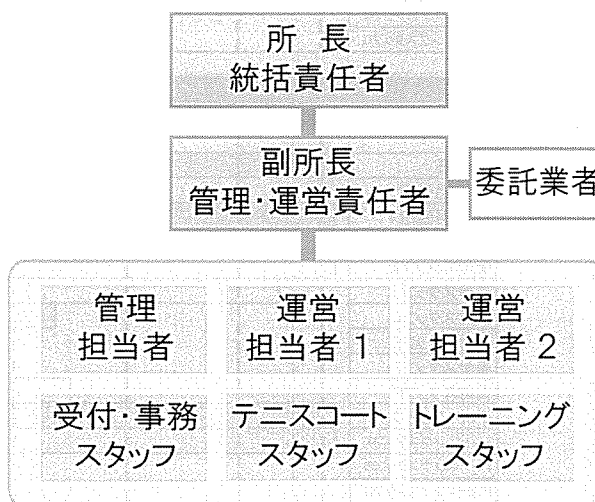 所 長
統括責任者
副所長
管理・運営責任者
委託業者
管理
担当者
運営
担当者 1
運営
担当者 2
受付・事務
スタッフ
テニスコート
スタッフ
トレーニング
スタッフ